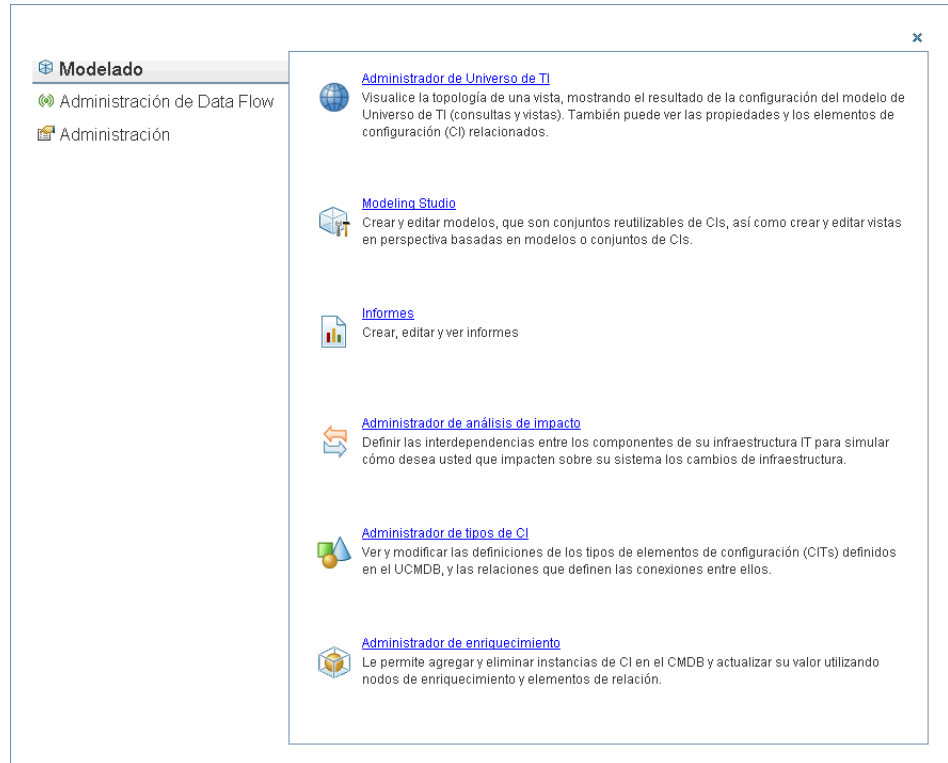 Modelado
Administración de Data Flow
Administración
Administrador de Universo de TI
Visualice la topología de una vista, mostrando el resultado de la configuración del modelo de
Universo de TI (consultas y vistas). También puede ver las propiedades y los elementos de
configuración (CI) relacionados.
Modeling Studio
Crear y editar modelos, que son conjuntos reutilizables de CIs, así como crear y editar vistas
en perspectiva basadas en modelos o conjuntos de CIs.
Informes
Crear, editar y ver informes
Administrador de análisis de impacto
Definir las interdependencias entre los componentes de su infraestructura IT para simular
cómo desea usted que impacten sobre su sistema los cambios de infraestructura.
Administrador de tipos de CI
Ver y modificar las definiciones de los tipos de elementos de configuración (CITs) definidos
en el UCMDB, y las relaciones que definen las conexiones entre ellos.
Administrador de enriquecimiento
Le permite agregar y eliminar instancias de CI en el CMDB y actualizar su valor utilizando
nodos de enriquecimiento y elementos de relación.